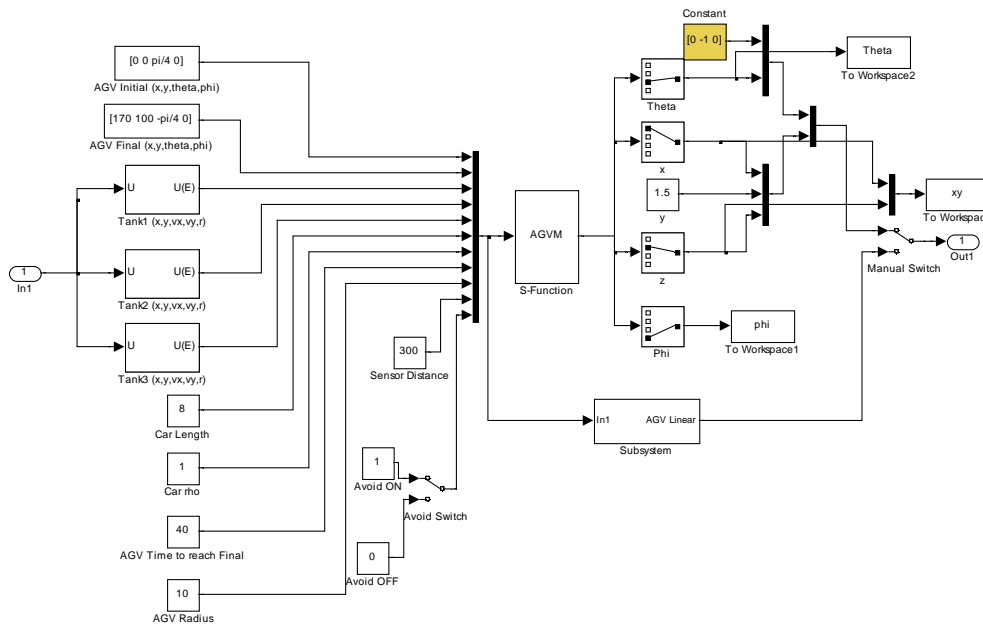 Constant
[0 -1 0]
[0 0 pi/4 0]
AGV Initial (x,y,theta,phi)
[170 100 -pi/4 0]
AGV Final (x,y,theta,phi)
U U(E)
Tank1 (x,y,vx,vy,r)
U U(E)
Tank2 (x,y,vx,vy,r)
U U(E)
Tank3 (x,y,vx,vy,r)
1
In1
8
Car Length
1
Car rho
40
AGV Time to reach Final
10
AGV Radius
300
Sensor Distance
1
Avoid ON
Avoid Switch
0
Avoid OFF
AGVM
S-Function
Theta
x
1.5
y
z
Phi
Theta
To Workspace2
xy
To Workspac
phi
To Workspace1
Manual Switch
1
Out1
In1 AGV Linear
Subsystem